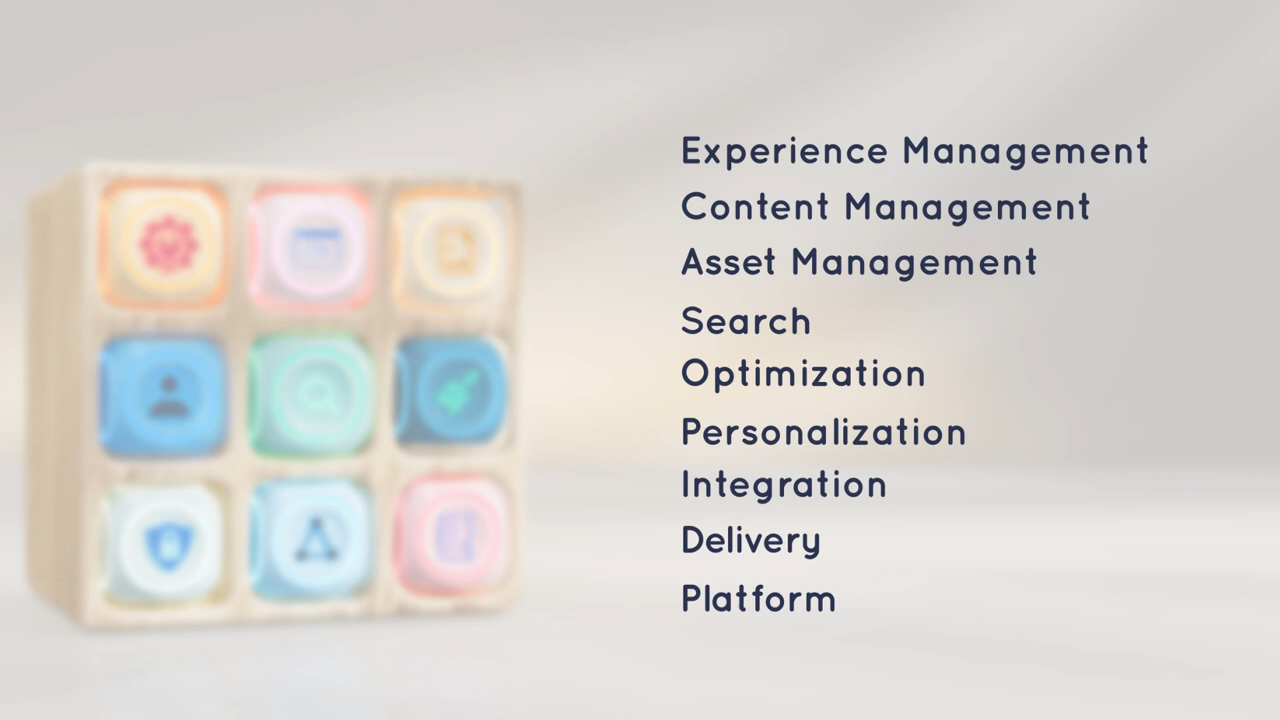 Experience Management
Content Management
Asset Management
Search
Optimization
Personalization
Integration
Delivery
Platform